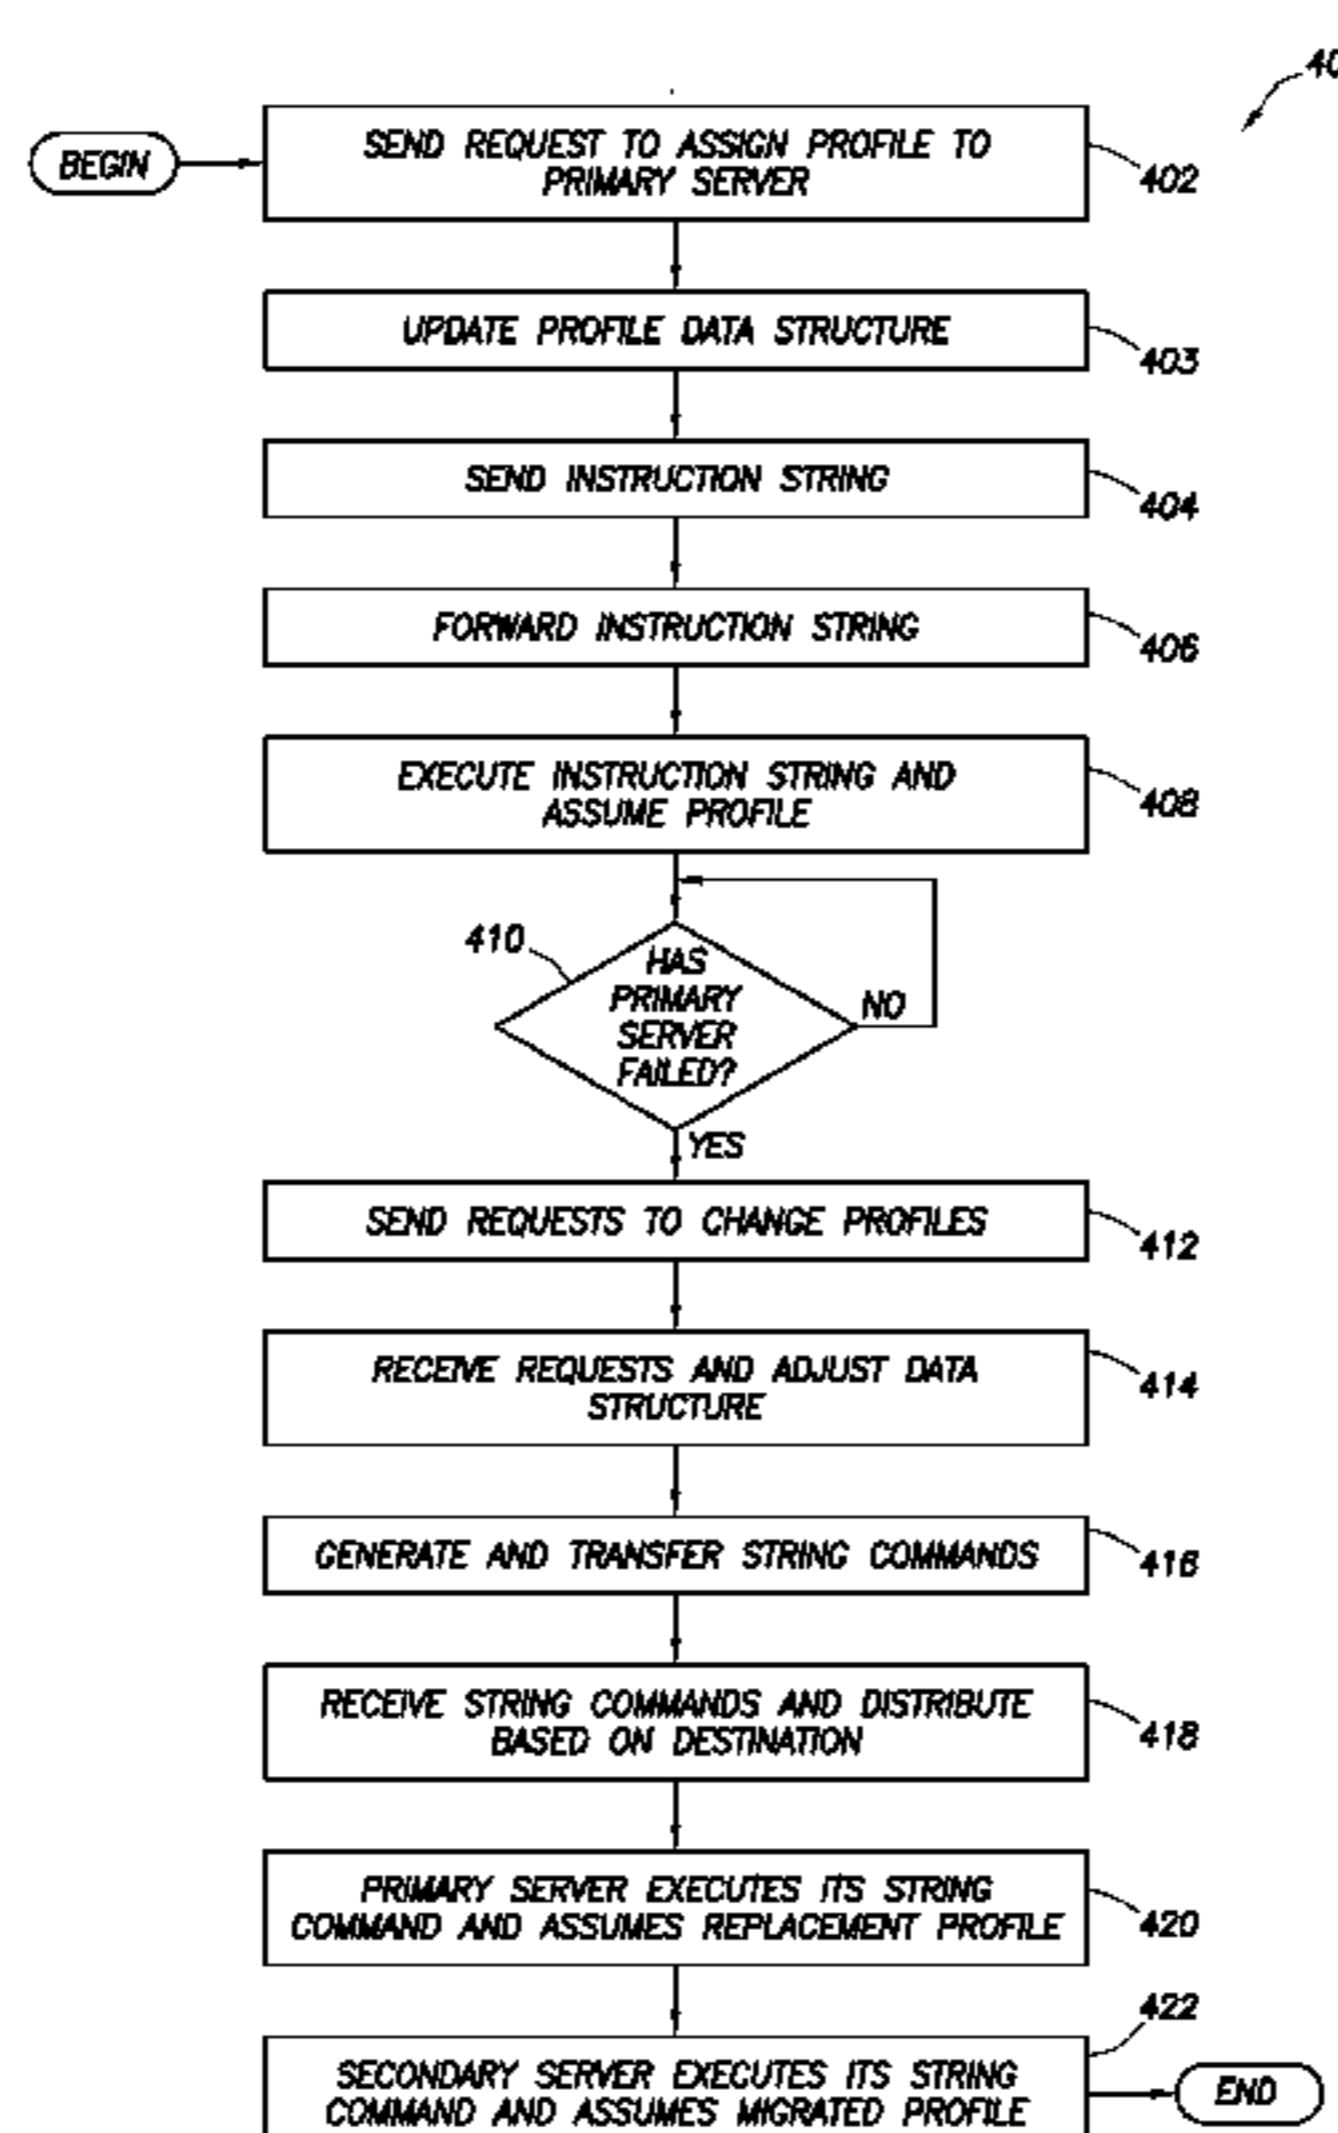 40
BEGIN
SEND REQUEST TO ASSIGN PROFILE TO
PRIMARY SERVER
402
UPDATE PROFILE DATA STRUCTURE
403
SEND INSTRUCTION STRING
404
FORWARD INSTRUCTION STRING
406
EXECUTE INSTRUCTION STRING AND
ASSUME PROFILE
408
410
HAS
PRIMARY
SERVER
FAILED?
NO
YES
SEND REQUESTS TO CHANGE PROFILES
412
RECEIVE REQUESTS AND ADJUST DATA
STRUCTURE
414
GENERATE AND TRANSFER STRING COMMANDS
416
RECEIVE STRING COMMANDS AND DISTRIBUTE
BASED ON DESTINATION
418
PRIMARY SERVER EXECUTES ITS STRING
COMMAND AND ASSUMES REPLACEMENT PROFILE
420
422
SECONDARY SERVER EXECUTES ITS STRING
COMMAND AND ASSUMES MIGRATED PROFILE
END